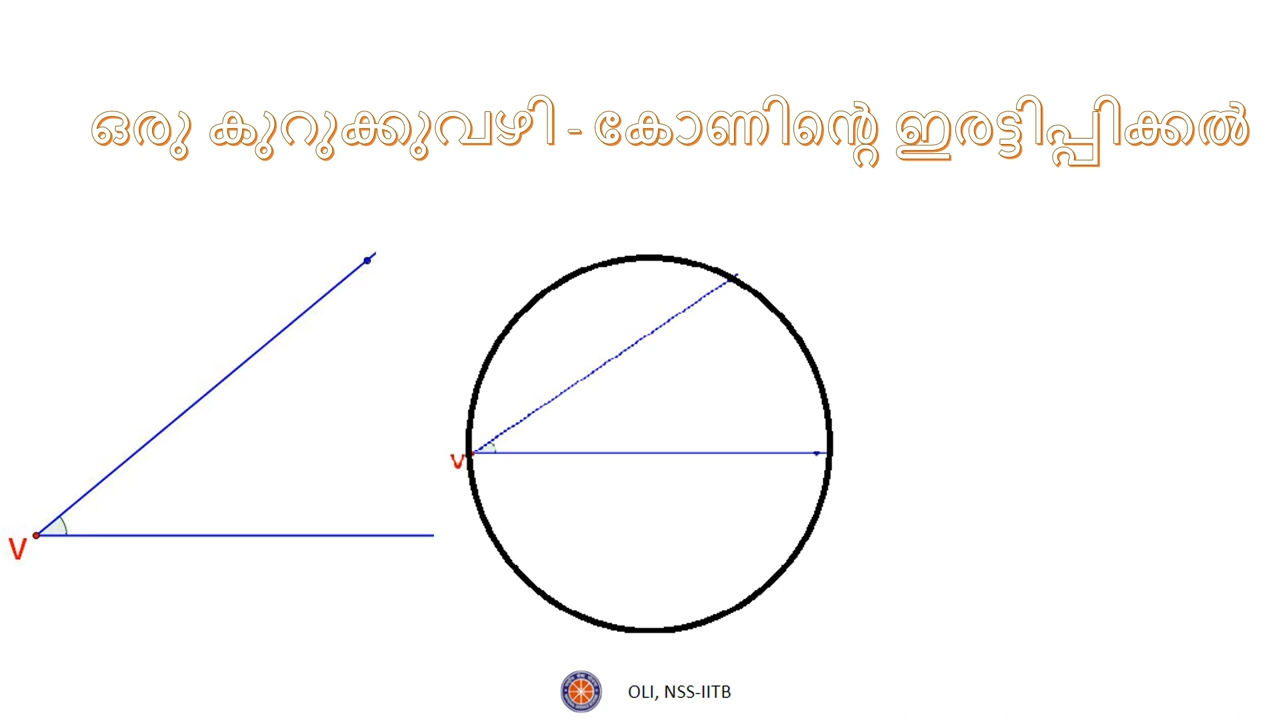 ഒരു കുറുക്കുവഴി - കോണിന്റെ ഇരട്ടിപ്പിക്കൽ
V
V
OLI, NSS-IITB